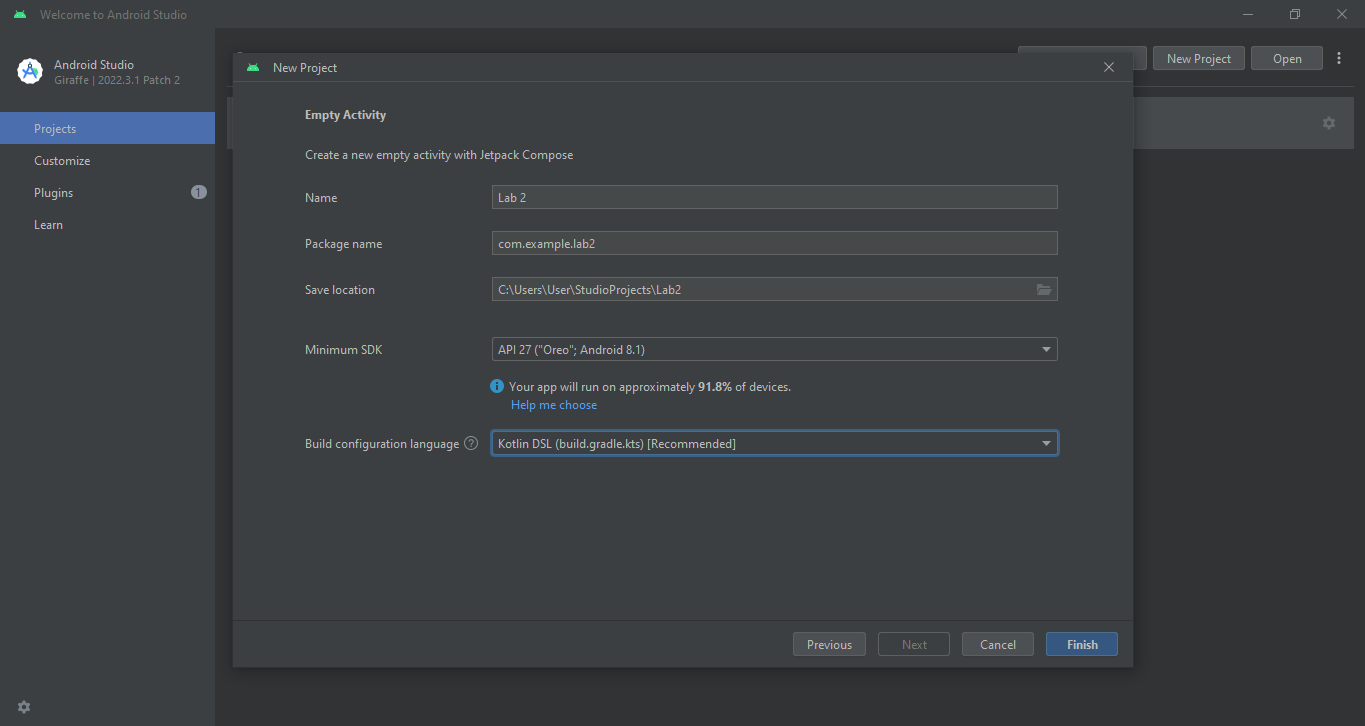 Welcome to Android Studio
Android Studio
Giraffe | 2022.3.1 Patch 2
Projects
Customize
Plugins
1
Learn
New Project
Open
New Project
Empty Activity
Create a new empty activity with Jetpack Compose
Name
Lab 2
Package name
com.example.lab2
Save location
C:\Users\User\StudioProjects\Lab2
Minimum SDK
API 27 ("Oreo"; Android 8.1)
Your app will run on approximately 91.8% of devices.
Help me choose
Build configuration language ?
Kotlin DSL (build.gradle.kts) [Recommended]
Previous
Next
Cancel
Finish